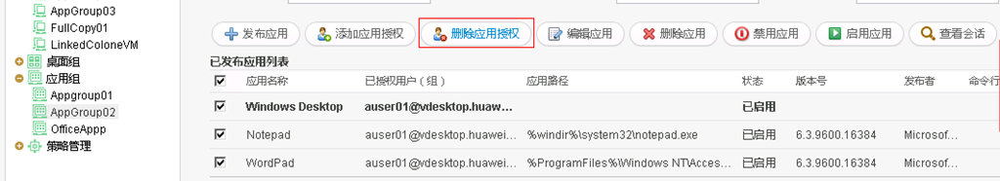 AppGroup03
FullCopy01
LinkedColoneVM
桌面组
应用组
Appgroup01
AppGroup02
OfficeAppp
策略管理
发布应用 添加应用授权 删除应用授权 编辑应用 删除应用 禁用应用 启用应用 查看会话
已发布应用列表
应用名称 已授权用户（组） 应用路径 状态 版本号 发布者 命令行
Windows Desktop auser01@vdesktop.huaw... 已启用
Notepad auser01@vdesktop.huawei... %windir%\system32\notepad.exe 已启用 6.3.9600.16384 Microsof...
WordPad auser01@vdesktop.huawei... %ProgramFiles%\Windows NT\Acces... 已启用 6.3.9600.16384 Microsof...